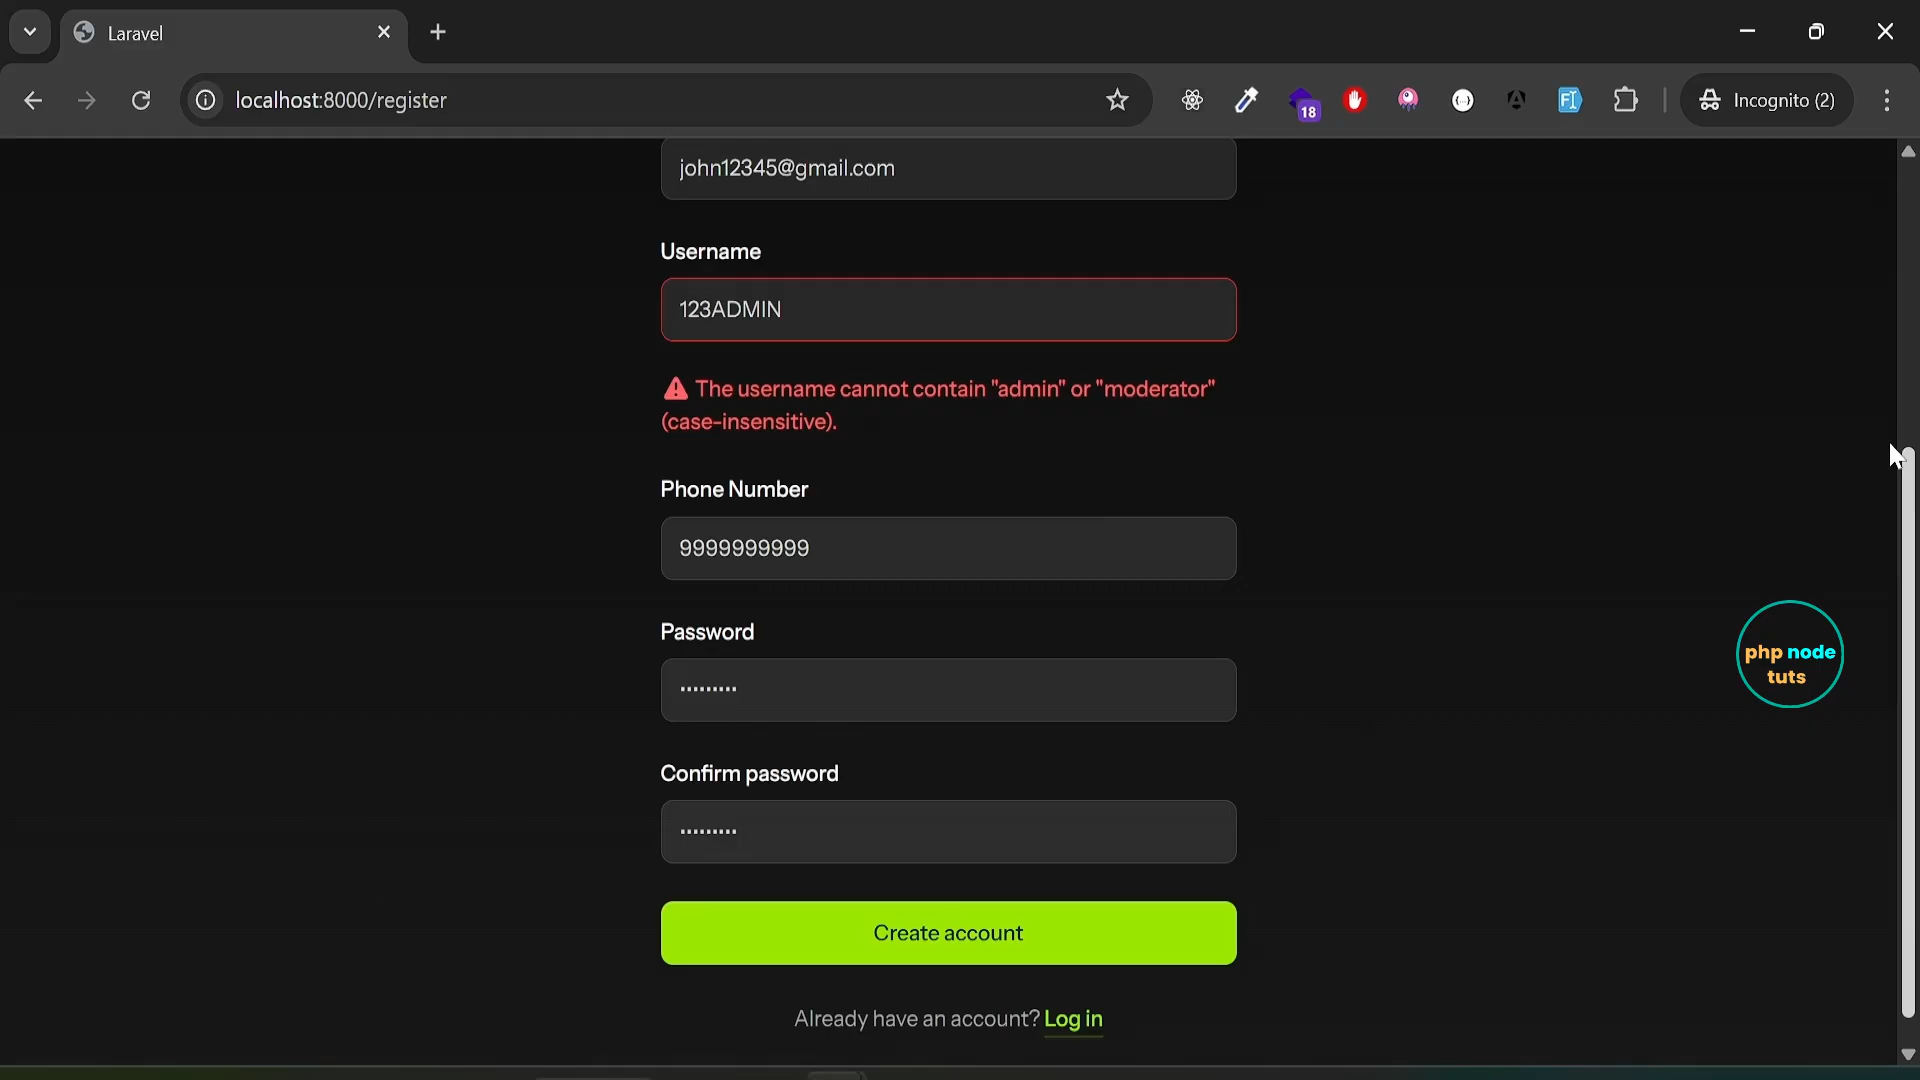 Laravel
localhost:8000/register
18
Incognito (2)
john12345@gmail.com
Username
123ADMIN
The username cannot contain "admin" or "moderator"
(case-insensitive).
Phone Number
9999999999
php node
tuts
Password
•••••••••
Confirm password
•••••••••
Create account
Already have an account? Log in